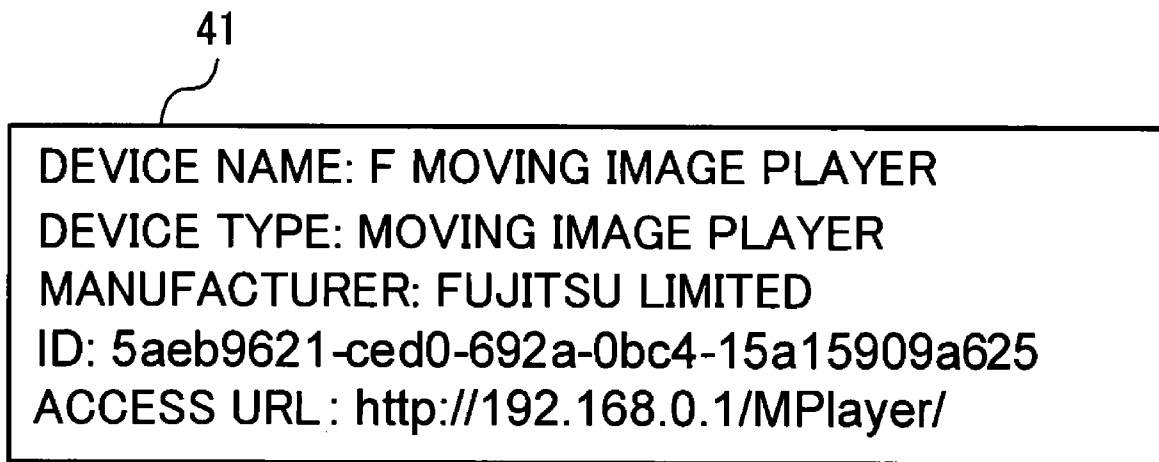 41
DEVICE NAME: F MOVING IMAGE PLAYER
DEVICE TYPE: MOVING IMAGE PLAYER
MANUFACTURER: FUJITSU LIMITED
ID: 5aeb9621-ced0-692a-0bc4-15a15909a625
ACCESS URL : http://192.168.0.1/MPlayer/